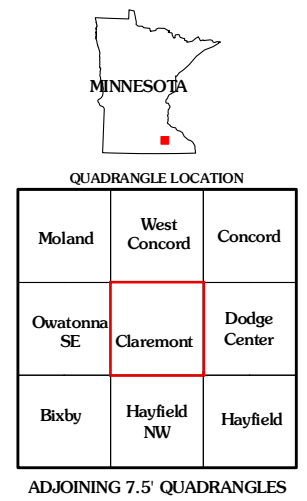 MINNESOTA
QUADRANGLE LOCATION
Moland
West
Concord
Concord
Owatonna
SE
Claremont
Dodge
Center
Bixby
Hayfield
NW
Hayfield
ADJOINING 7.5' QUADRANGLES